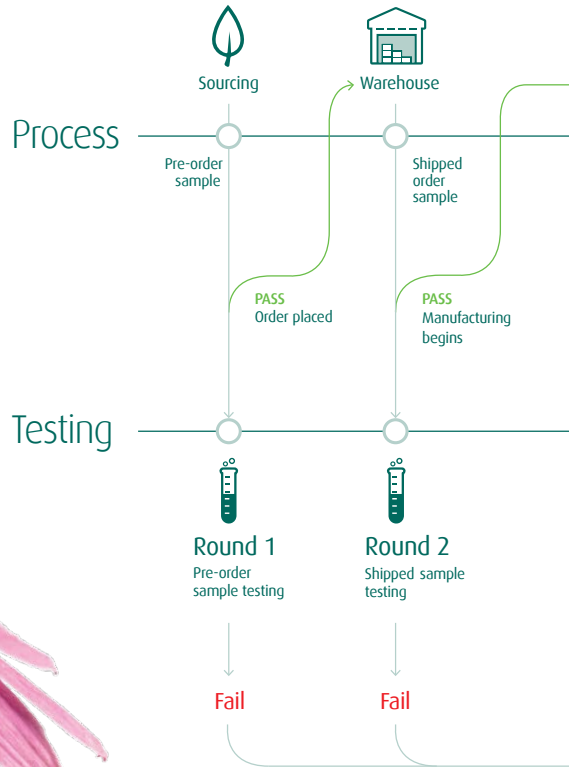 Sourcing
Warehouse
Process
Pre-order
sample
Shipped
order
sample
PASS
Order placed
PASS
Manufacturing
begins
Testing
Round 1
Pre-order
sample testing
Round 2
Shipped sample
testing
Fail
Fail